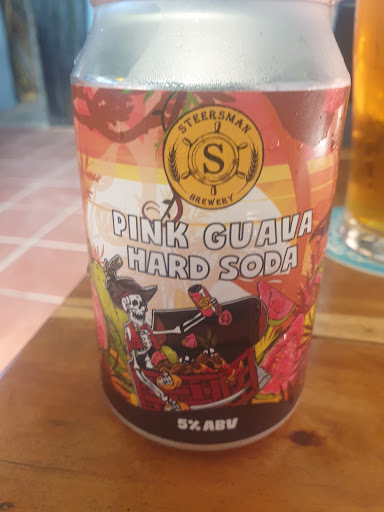 STEERSMAN
S
BREWERY
PINK GUAVA
HARD SODA
5% ABV